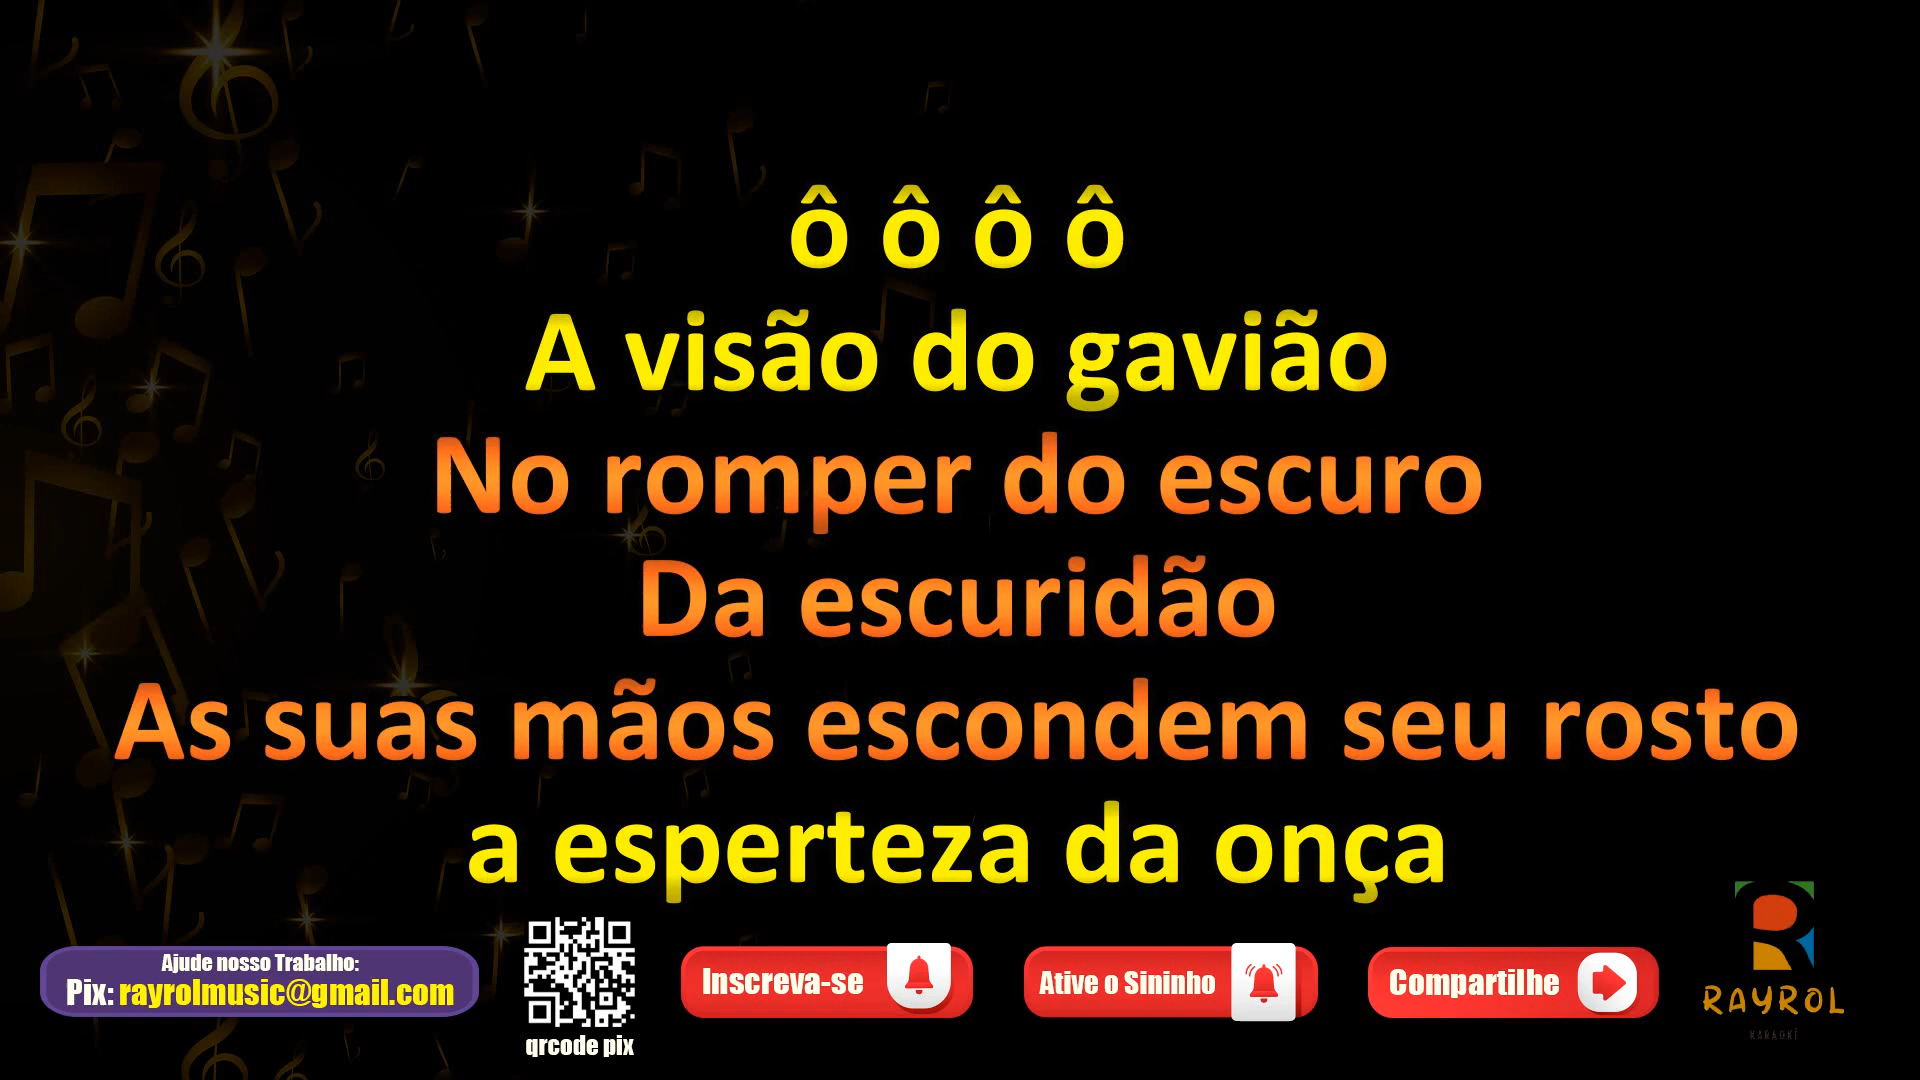 ô ô ô ô
A visão do gavião
No romper do escuro
Da escuridão
As suas mãos escondem seu rosto
a esperteza da onça
Ajude nosso Trabalho:
Pix: rayrolmusic@gmail.com
qrcode pix
Inscreva-se
Ative o Sininho
Compartilhe
RAYROL
KARAOKÊ